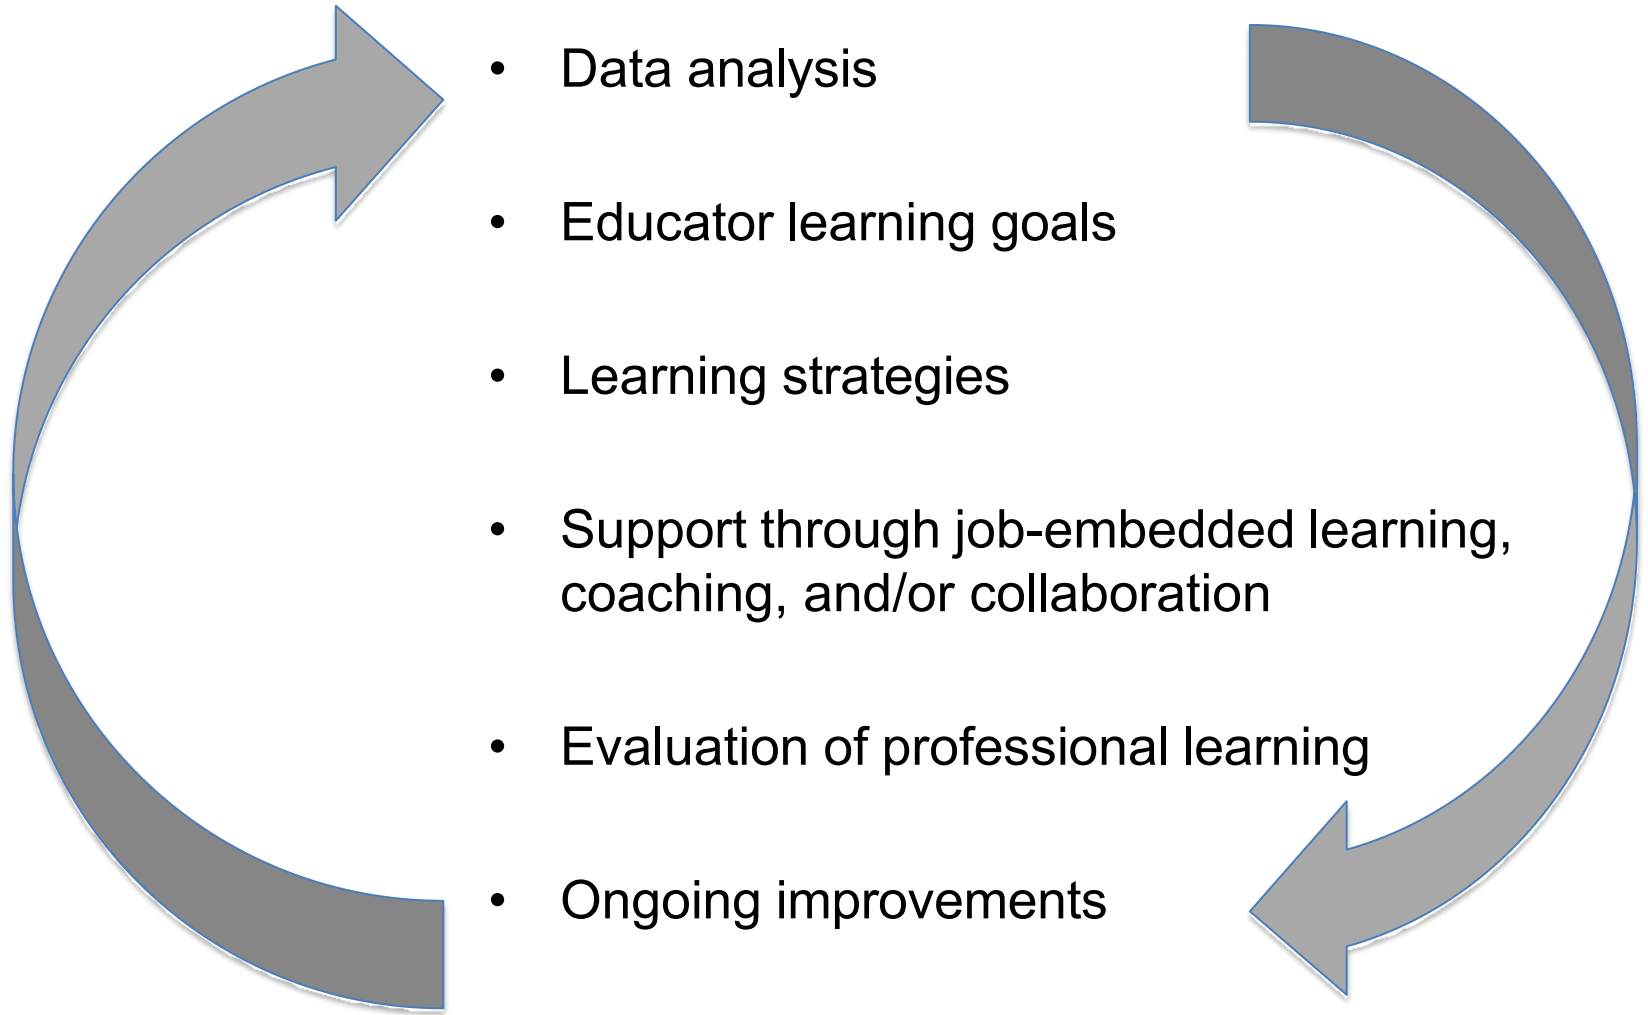 • Data analysis
• Educator learning goals
• Learning strategies
• Support through job-embedded learning,
coaching, and/or collaboration
• Evaluation of professional learning
• Ongoing improvements